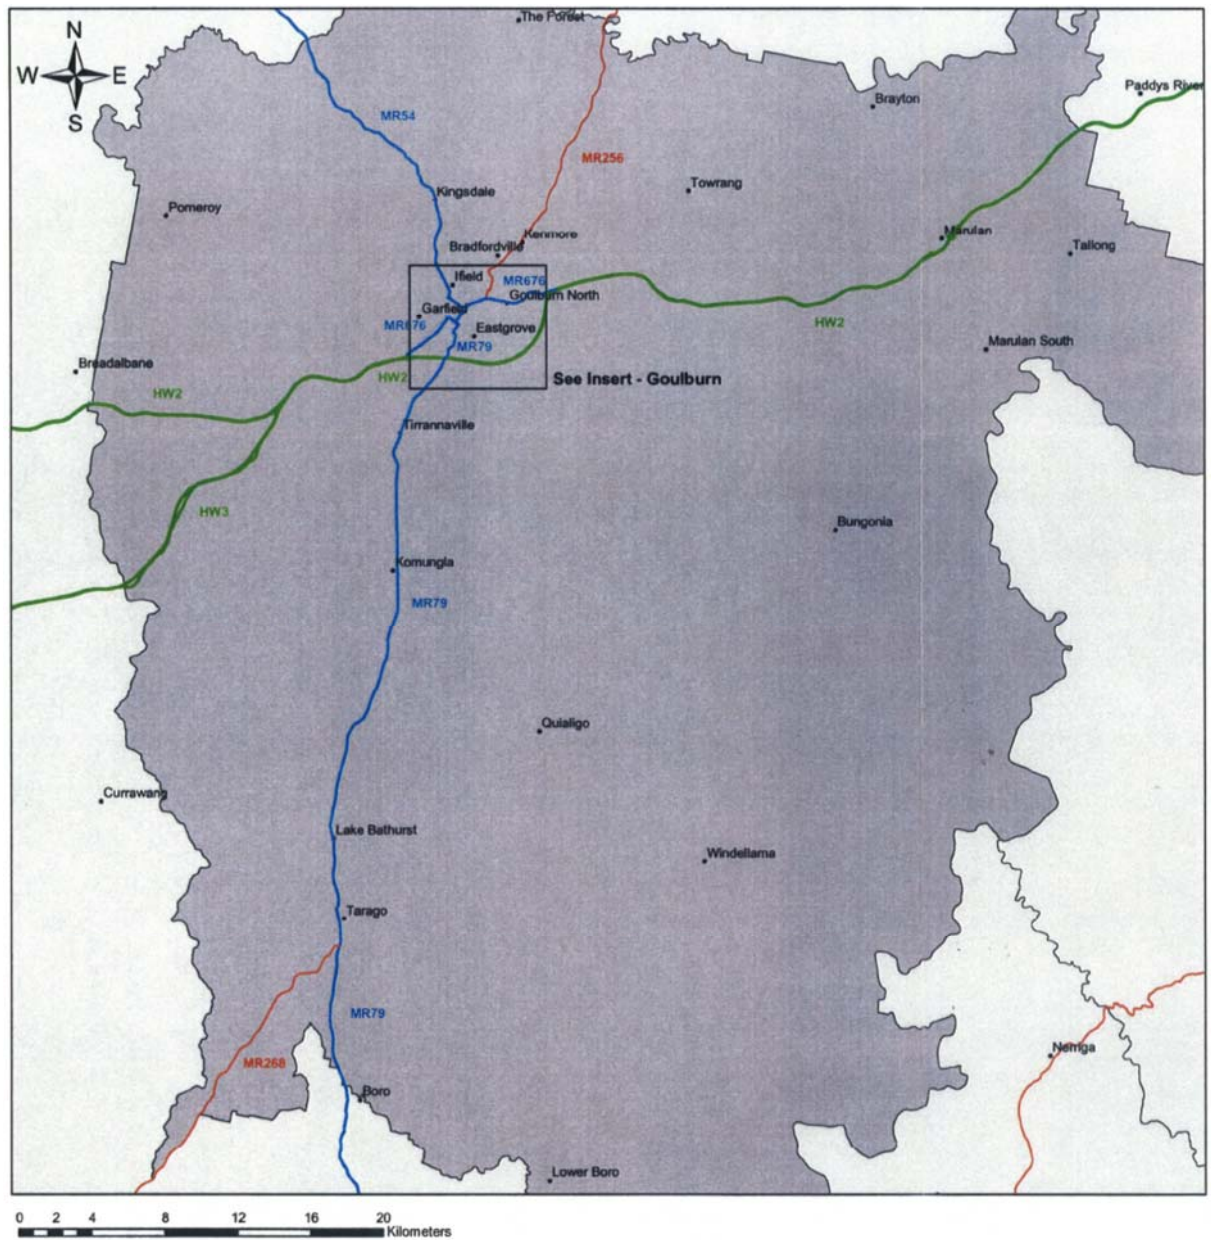 The Forest
N
W E
S
Paddys River
Brayton
MR54
MR256
Towrang
Kingsdale
Pomeroy
Kenmore
Marulan
Bradfordville
Tallong
Ifield
MR676
Goulburn North
Garfield
MR676
Eastgrove
HW2
MR79
Marulan South
Breadalbane
HW2
See Insert - Goulburn
HW2
Tirrannaville
HW3
Bungonia
Komungla
MR79
Quialigo
Currawang
Lake Bathurst
Windellama
Tarago
MR79
Nerriga
MR268
Boro
Lower Boro
0 2 4 8 12 16 20
Kilometers